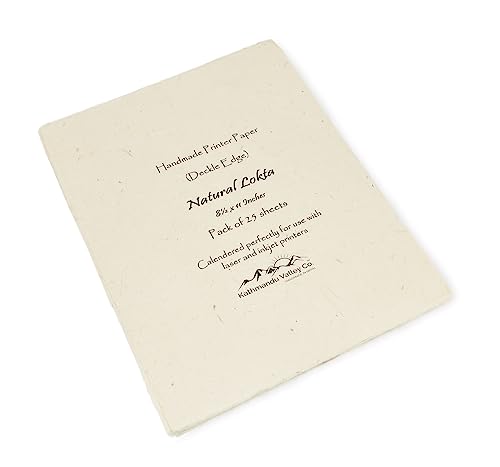 Handmade Printer Paper
(Deckle Edge)
Natural Lokta
8½ x 11 Inches
Pack of 25 sheets
Calendered perfectly for use with
laser and inkjet printers
Kathmandu Valley Co.